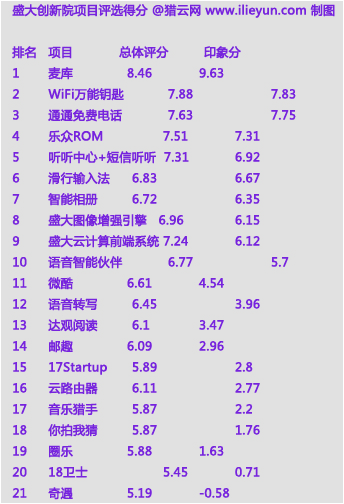 盛大创新院项目评选得分 @猎云网 www.ilieyun.com 制图
排名 项目 总体评分 印象分
1 麦库 8.46 9.63
2 WiFi万能钥匙 7.88 7.83
3 通通免费电话 7.63 7.75
4 乐众ROM 7.51 7.31
5 听听中心+短信听听 7.31 6.92
6 滑行输入法 6.83 6.67
7 智能相册 6.72 6.35
8 盛大图像增强引擎 6.96 6.15
9 盛大云计算前端系统 7.24 6.12
10 语音智能伙伴 6.77 5.7
11 微酷 6.61 4.54
12 语音转写 6.45 3.96
13 达观阅读 6.1 3.47
14 邮趣 6.09 2.96
15 17Startup 5.89 2.8
16 云路由器 6.11 2.77
17 音乐猎手 5.87 2.2
18 你拍我猜 5.87 1.76
19 圈乐 5.88 1.63
20 18卫士 5.45 0.71
21 奇遇 5.19 -0.58